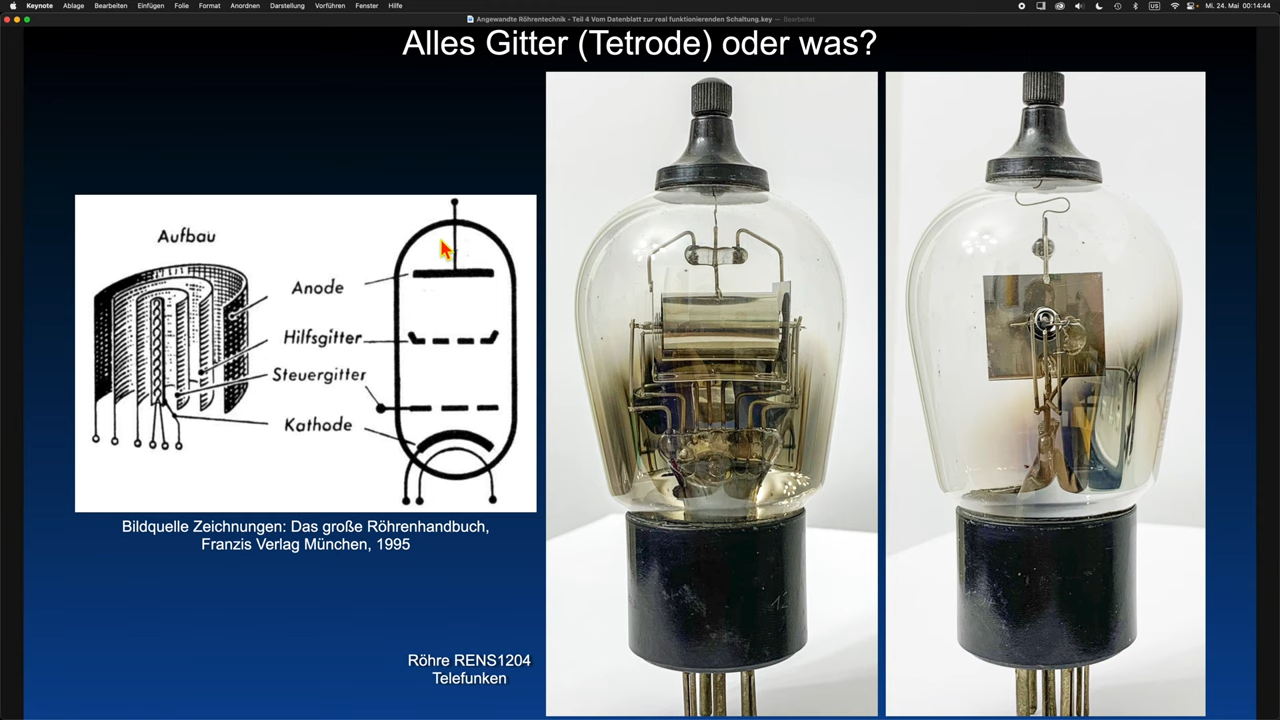 Keynote Ablage Bearbeiten Einfügen Folie Format Anordnen Darstellung Vorführen Fenster Hilfe
US
Mi. 24. Mai 00:14:44
Angewandte Röhrentechnik - Teil 4 Vom Datenblatt zur real funktionierenden Schaltung.key — Bearbeitet
Alles Gitter (Tetrode) oder was?
Aufbau
Anode
Hilfsgitter
Steuergitter
Kathode
Bildquelle Zeichnungen: Das große Röhrenhandbuch,
Franzis Verlag München, 1995
Röhre RENS1204
Telefunken